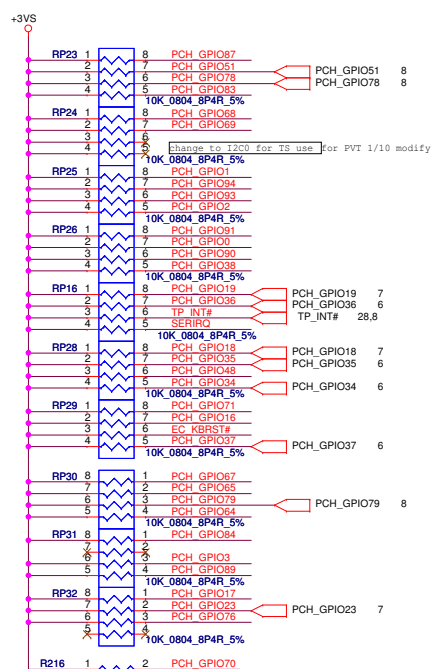 +3VS
RP23 1 8 PCH_GPIO87
2 7 PCH_GPIO51 PCH_GPIO51 8
3 6 PCH_GPIO78 PCH_GPIO78 8
4 5 PCH_GPIO83
10K_0804_8P4R_5%
RP24 1 8 PCH_GPIO68
2 7 PCH_GPIO69
3 6
4 5 change to I2C0 for TS use for PVT 1/10 modify
10K_0804_8P4R_5%
RP25 1 8 PCH_GPIO1
2 7 PCH_GPIO94
3 6 PCH_GPIO93
4 5 PCH_GPIO2
10K_0804_8P4R_5%
RP26 1 8 PCH_GPIO91
2 7 PCH_GPIO0
3 6 PCH_GPIO90
4 5 PCH_GPIO38
10K_0804_8P4R_5%
RP16 1 8 PCH_GPIO19 PCH_GPIO19 7
2 7 PCH_GPIO36 PCH_GPIO36 6
3 6 TP_INT# TP_INT# 28,8
4 5 SERIRQ
10K_0804_8P4R_5%
RP28 1 8 PCH_GPIO18 PCH_GPIO18 7
2 7 PCH_GPIO35 PCH_GPIO35 6
3 6 PCH_GPIO48
4 5 PCH_GPIO34 PCH_GPIO34 6
10K_0804_8P4R_5%
RP29 1 8 PCH_GPIO71
2 7 PCH_GPIO16
3 6 EC_KBRST#
4 5 PCH_GPIO37 PCH_GPIO37 6
10K_0804_8P4R_5%
RP30 8 1 PCH_GPIO67
7 2 PCH_GPIO65
6 3 PCH_GPIO79 PCH_GPIO79 8
5 4 PCH_GPIO64
10K_0804_8P4R_5%
RP31 8 1 PCH_GPIO84
7 2
6 3 PCH_GPIO3
5 4 PCH_GPIO89
10K_0804_8P4R_5%
RP32 8 1 PCH_GPIO17
7 2 PCH_GPIO23 PCH_GPIO23 7
6 3 PCH_GPIO76
5 4
10K_0804_8P4R_5%
R216 1 2 PCH_GPIO70